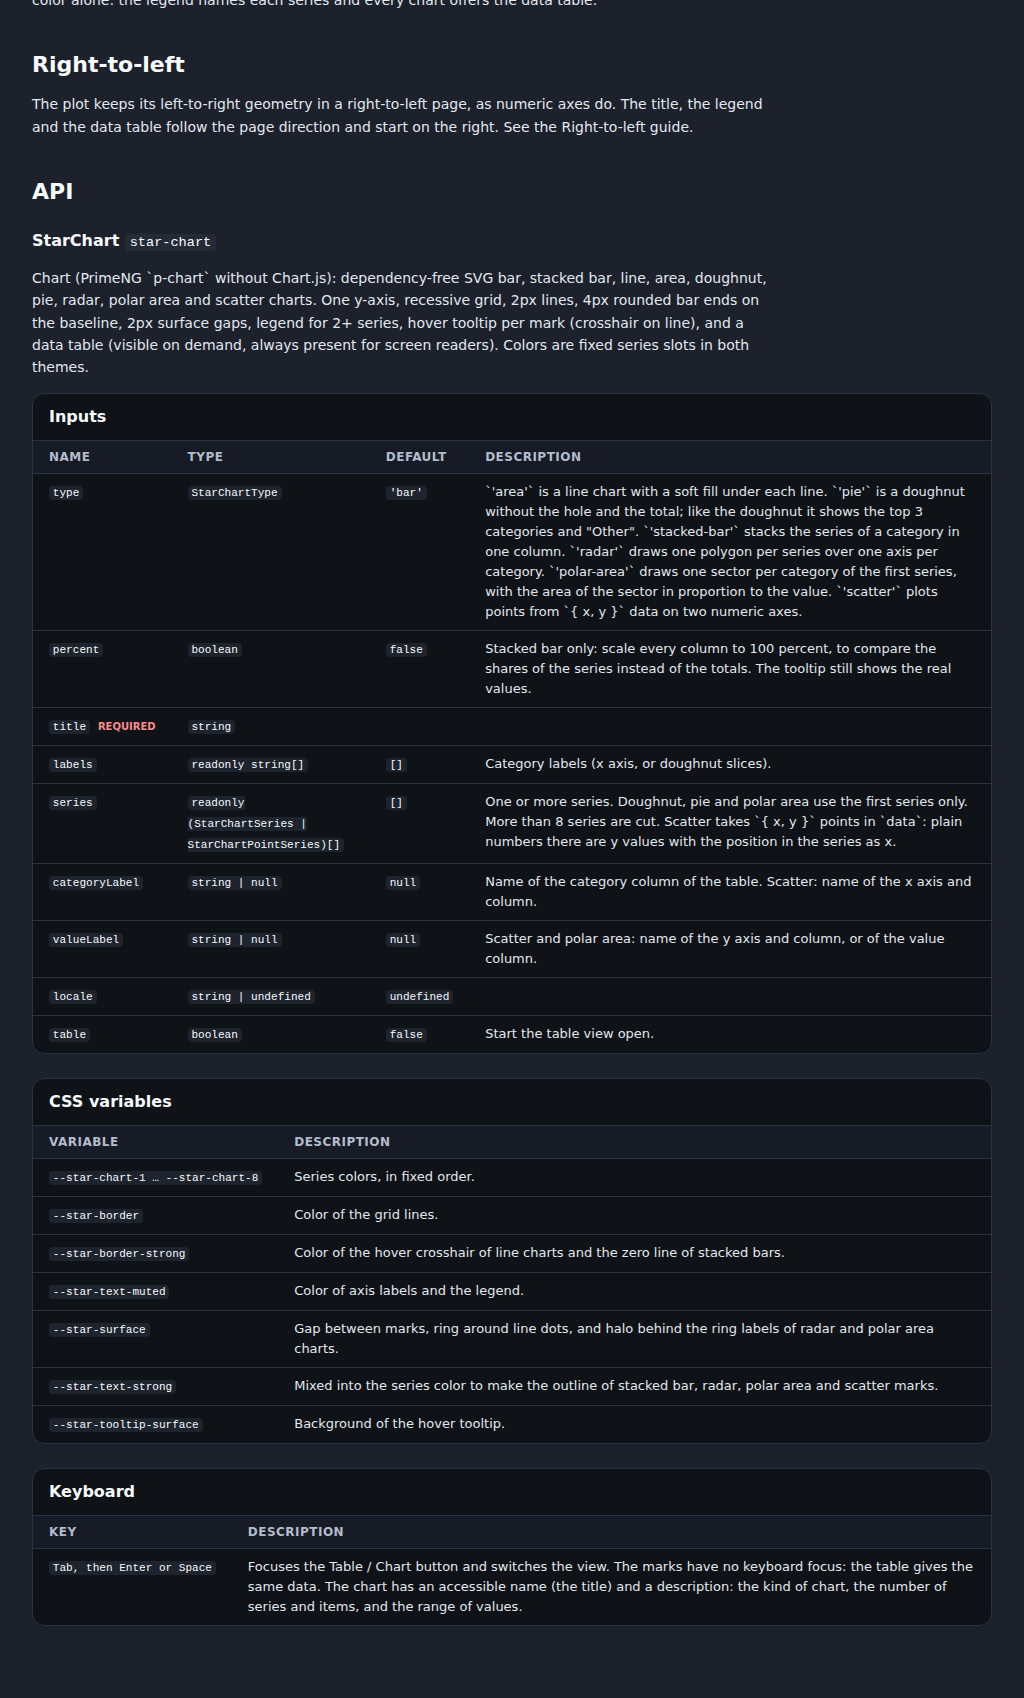 color alone: the legend names each series and every chart offers the data table.
Right-to-left
The plot keeps its left-to-right geometry in a right-to-left page, as numeric axes do. The title, the legend
and the data table follow the page direction and start on the right. See the Right-to-left guide.
API
StarChart star-chart
Chart (PrimeNG `p-chart` without Chart.js): dependency-free SVG bar, stacked bar, line, area, doughnut,
pie, radar, polar area and scatter charts. One y-axis, recessive grid, 2px lines, 4px rounded bar ends on
the baseline, 2px surface gaps, legend for 2+ series, hover tooltip per mark (crosshair on line), and a
data table (visible on demand, always present for screen readers). Colors are fixed series slots in both
themes.
Inputs
NAME TYPE DEFAULT DESCRIPTION
type StarChartType 'bar' `'area'` is a line chart with a soft fill under each line. `'pie'` is a doughnut
without the hole and the total; like the doughnut it shows the top 3
categories and "Other". `'stacked-bar'` stacks the series of a category in
one column. `'radar'` draws one polygon per series over one axis per
category. `'polar-area'` draws one sector per category of the first series,
with the area of the sector in proportion to the value. `'scatter'` plots
points from `{ x, y }` data on two numeric axes.
percent boolean false Stacked bar only: scale every column to 100 percent, to compare the
shares of the series instead of the totals. The tooltip still shows the real
values.
title REQUIRED string
labels readonly string[] [] Category labels (x axis, or doughnut slices).
series readonly [] One or more series. Doughnut, pie and polar area use the first series only.
(StarChartSeries | More than 8 series are cut. Scatter takes `{ x, y }` points in `data`: plain
StarChartPointSeries)[] numbers there are y values with the position in the series as x.
categoryLabel string | null null Name of the category column of the table. Scatter: name of the x axis and
column.
valueLabel string | null null Scatter and polar area: name of the y axis and column, or of the value
column.
locale string | undefined undefined
table boolean false Start the table view open.
CSS variables
VARIABLE DESCRIPTION
--star-chart-1 … --star-chart-8 Series colors, in fixed order.
--star-border Color of the grid lines.
--star-border-strong Color of the hover crosshair of line charts and the zero line of stacked bars.
--star-text-muted Color of axis labels and the legend.
--star-surface Gap between marks, ring around line dots, and halo behind the ring labels of radar and polar area
charts.
--star-text-strong Mixed into the series color to make the outline of stacked bar, radar, polar area and scatter marks.
--star-tooltip-surface Background of the hover tooltip.
Keyboard
KEY DESCRIPTION
Tab, then Enter or Space Focuses the Table / Chart button and switches the view. The marks have no keyboard focus: the table gives the
same data. The chart has an accessible name (the title) and a description: the kind of chart, the number of
series and items, and the range of values.